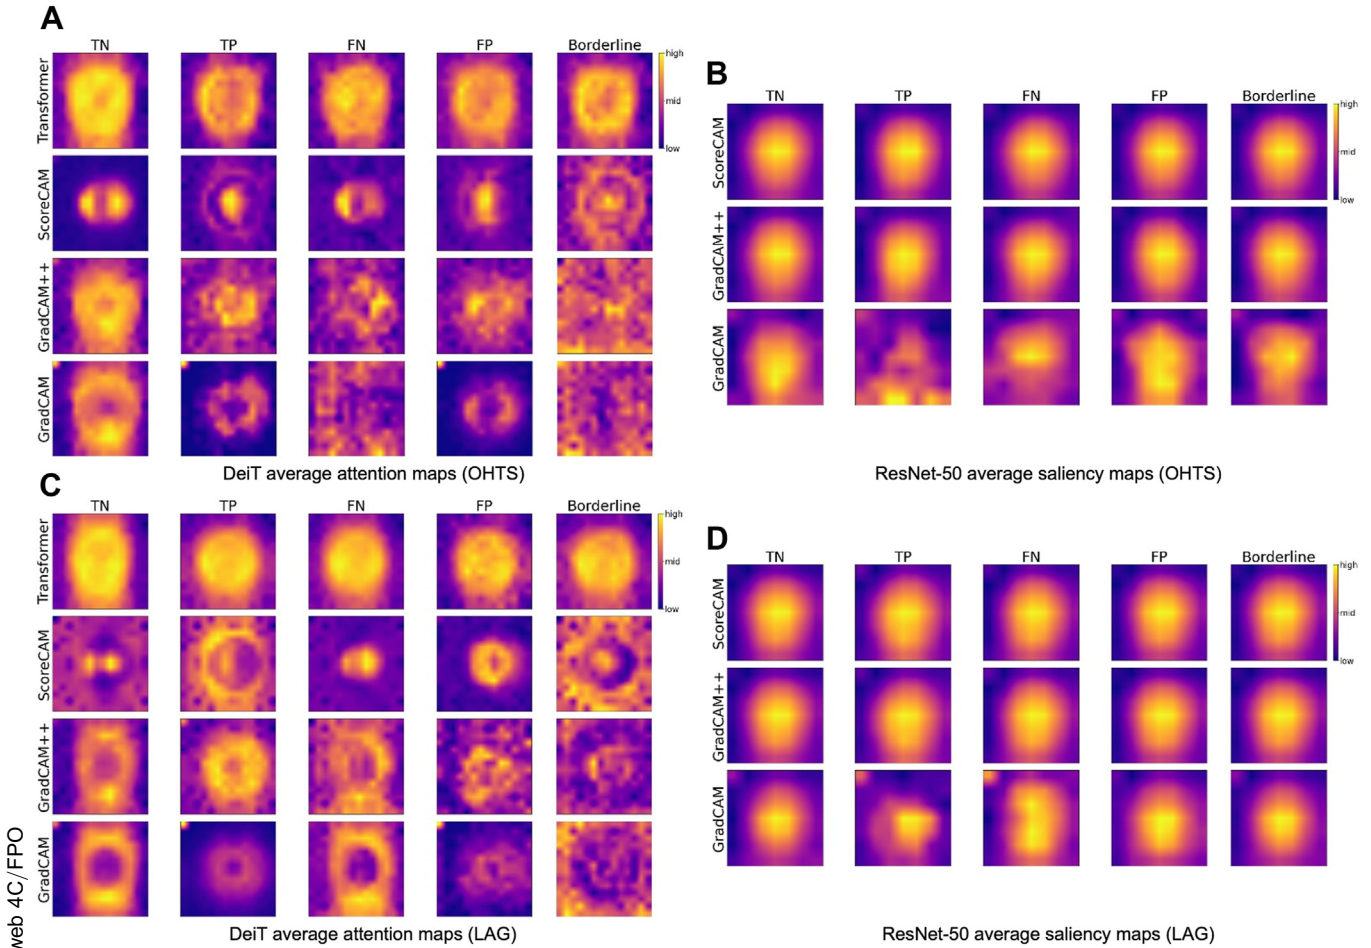 A
TN TP FN FP Borderline
Transformer
high
mid
low
ScoreCAM
GradCAM++
GradCAM
DeiT average attention maps (OHTS)
B
TN TP FN FP Borderline
ScoreCAM
high
mid
low
GradCAM++
GradCAM
ResNet-50 average saliency maps (OHTS)
C
TN TP FN FP Borderline
Transformer
high
mid
low
ScoreCAM
GradCAM++
GradCAM
DeiT average attention maps (LAG)
D
TN TP FN FP Borderline
ScoreCAM
high
mid
low
GradCAM++
GradCAM
ResNet-50 average saliency maps (LAG)
web 4C/FPO